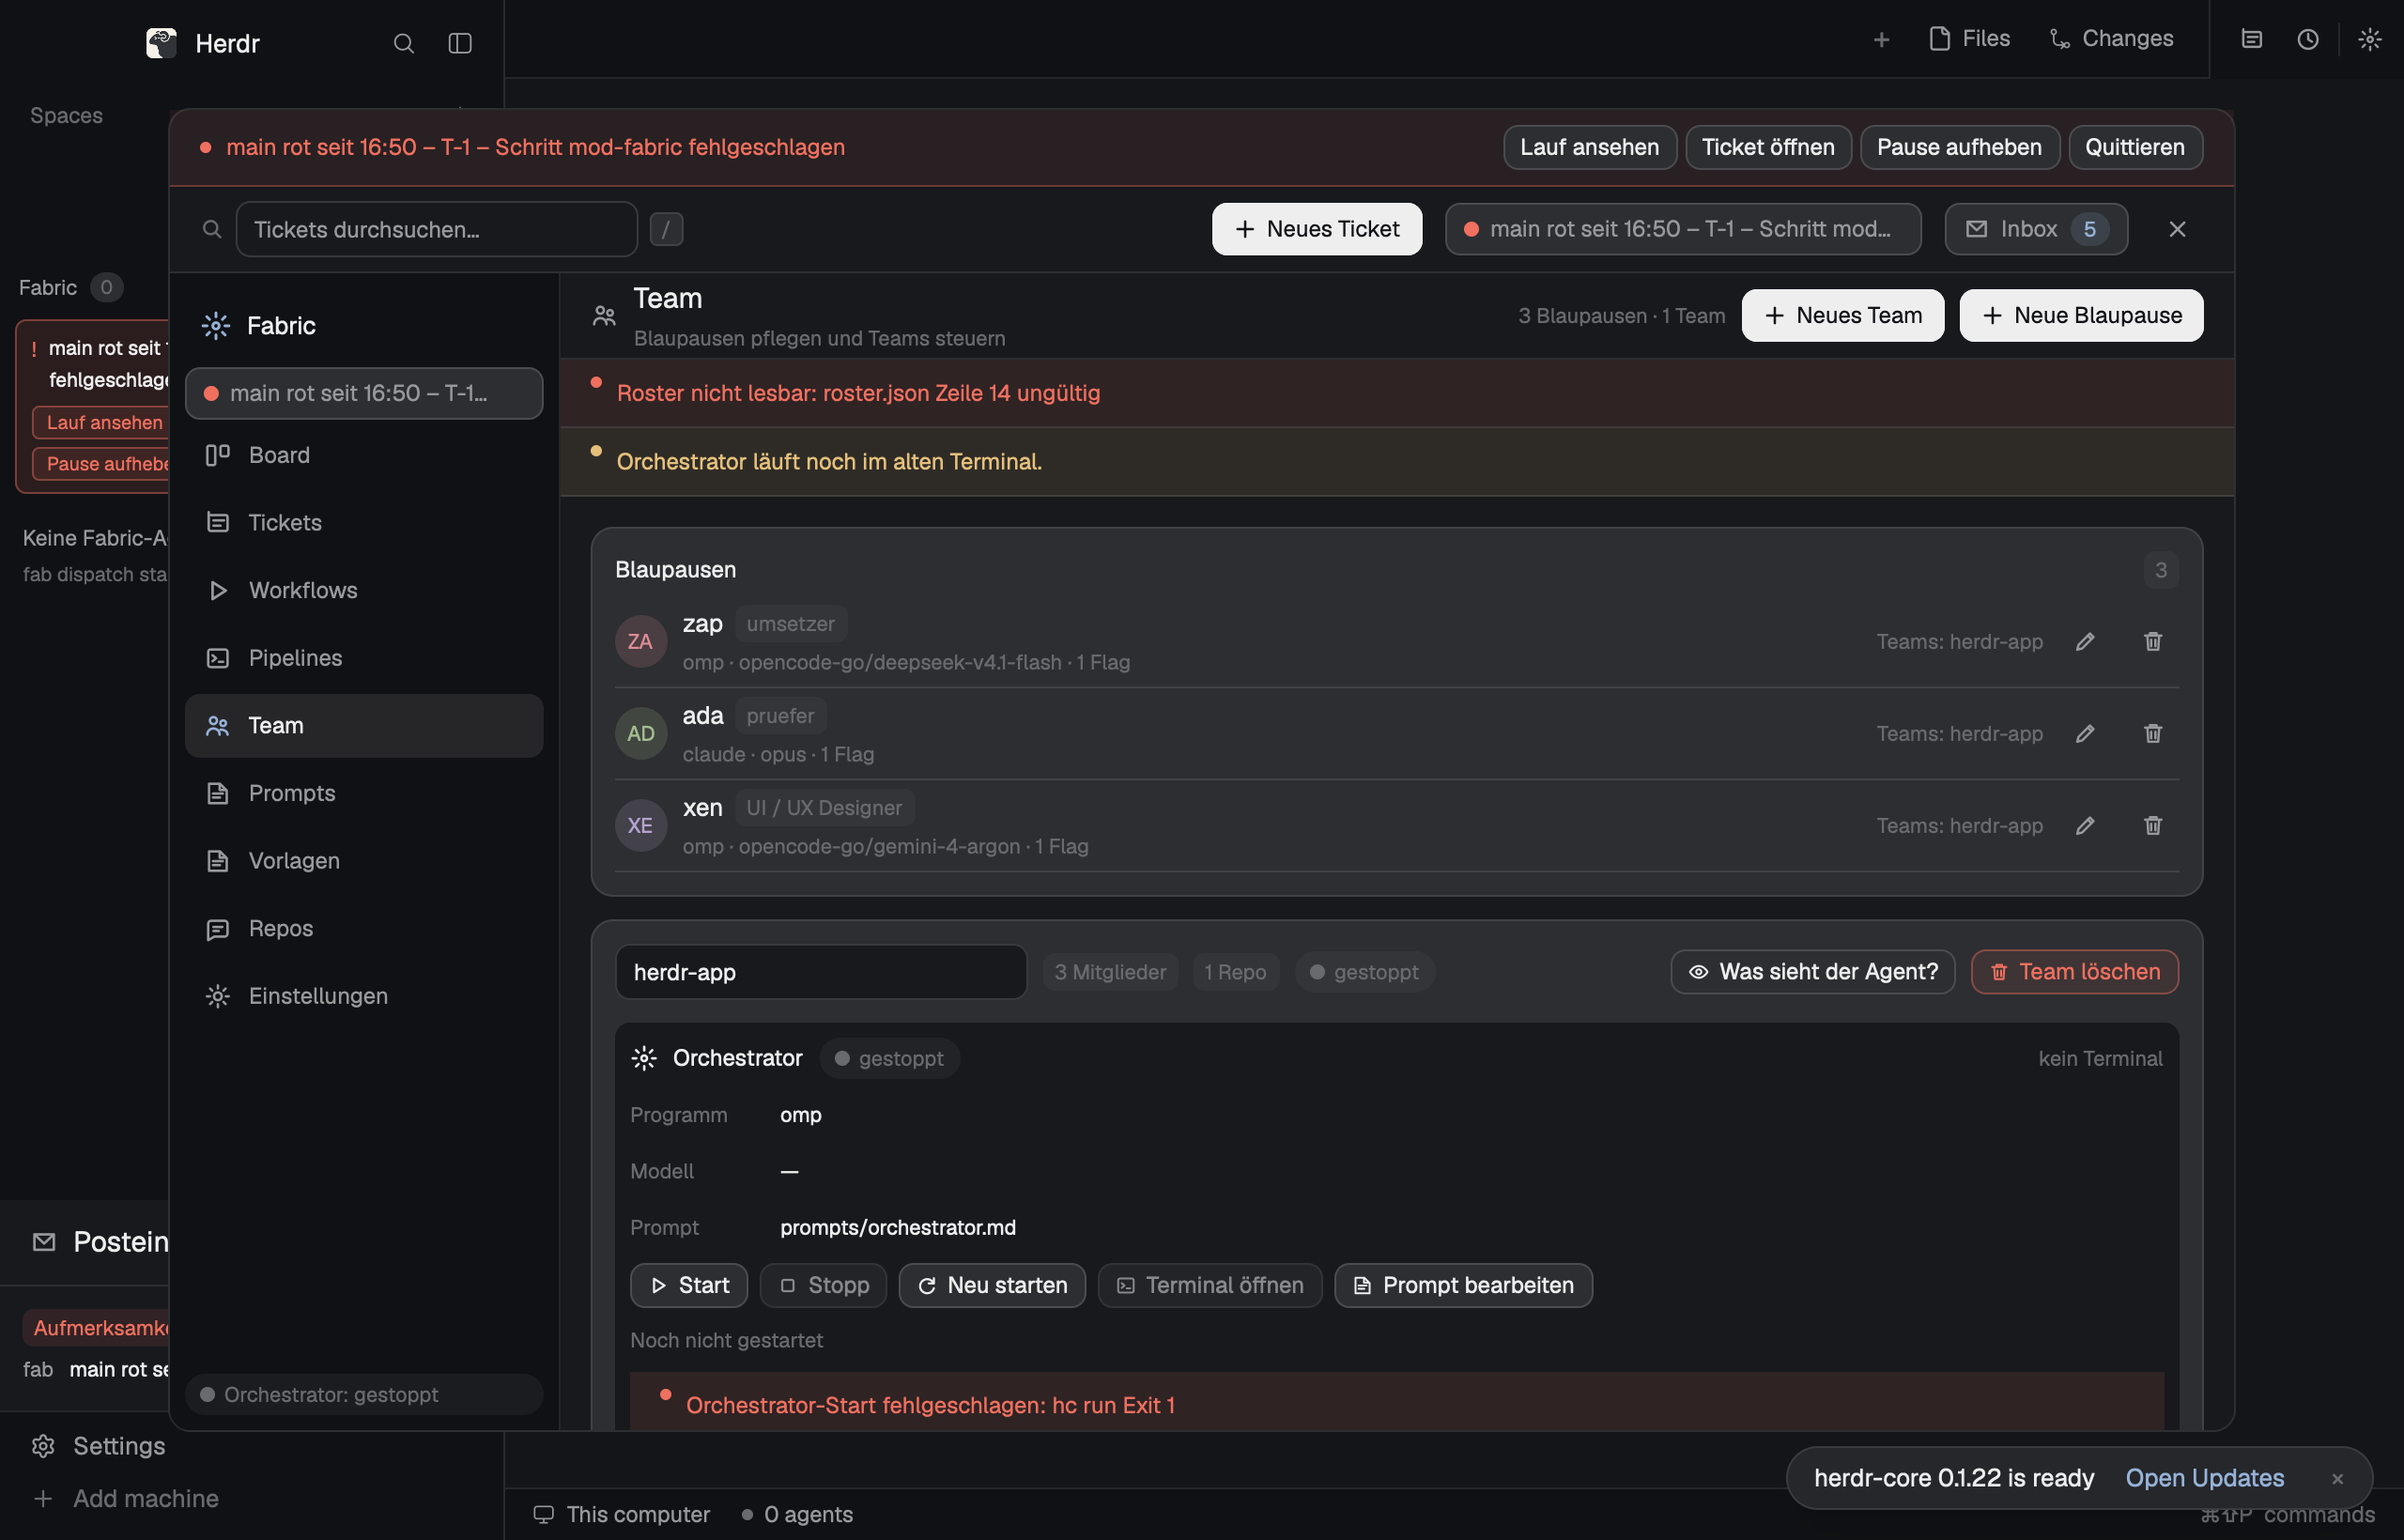 Herdr
+ Files Changes
Spaces
main rot seit 16:50 – T-1 – Schritt mod-fabric fehlgeschlagen
Lauf ansehen Ticket öffnen Pause aufheben Quittieren
Tickets durchsuchen... /
+ Neues Ticket
main rot seit 16:50 – T-1 – Schritt mod...
Inbox 5
Fabric 0
! main rot seit
fehlgeschlage
Lauf ansehen
Pause aufhebe
Keine Fabric-A
fab dispatch sta
Fabric
main rot seit 16:50 – T-1...
Board
Tickets
Workflows
Pipelines
Team
Prompts
Vorlagen
Repos
Einstellungen
Orchestrator: gestoppt
Team
Blaupausen pflegen und Teams steuern
3 Blaupausen · 1 Team
+ Neues Team
+ Neue Blaupause
Roster nicht lesbar: roster.json Zeile 14 ungültig
Orchestrator läuft noch im alten Terminal.
Blaupausen 3
ZA zap umsetzer
omp · opencode-go/deepseek-v4.1-flash · 1 Flag
Teams: herdr-app
AD ada pruefer
claude · opus · 1 Flag
Teams: herdr-app
XE xen UI / UX Designer
omp · opencode-go/gemini-4-argon · 1 Flag
Teams: herdr-app
herdr-app 3 Mitglieder 1 Repo gestoppt
Was sieht der Agent? Team löschen
Orchestrator gestoppt kein Terminal
Programm omp
Modell —
Prompt prompts/orchestrator.md
Start Stopp Neu starten Terminal öffnen Prompt bearbeiten
Noch nicht gestartet
Orchestrator-Start fehlgeschlagen: hc run Exit 1
Postein
Aufmerksamk
fab main rot se
Settings
+ Add machine
This computer 0 agents
herdr-core 0.1.22 is ready Open Updates ×
⌘⇧P commands